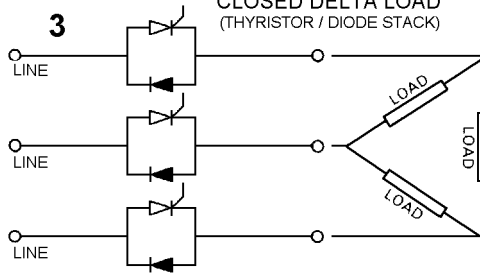 3
CLOSED DELTA LOAD
(THYRISTOR / DIODE STACK)
LINE
LOAD
LINE
LOAD
LOAD
LINE